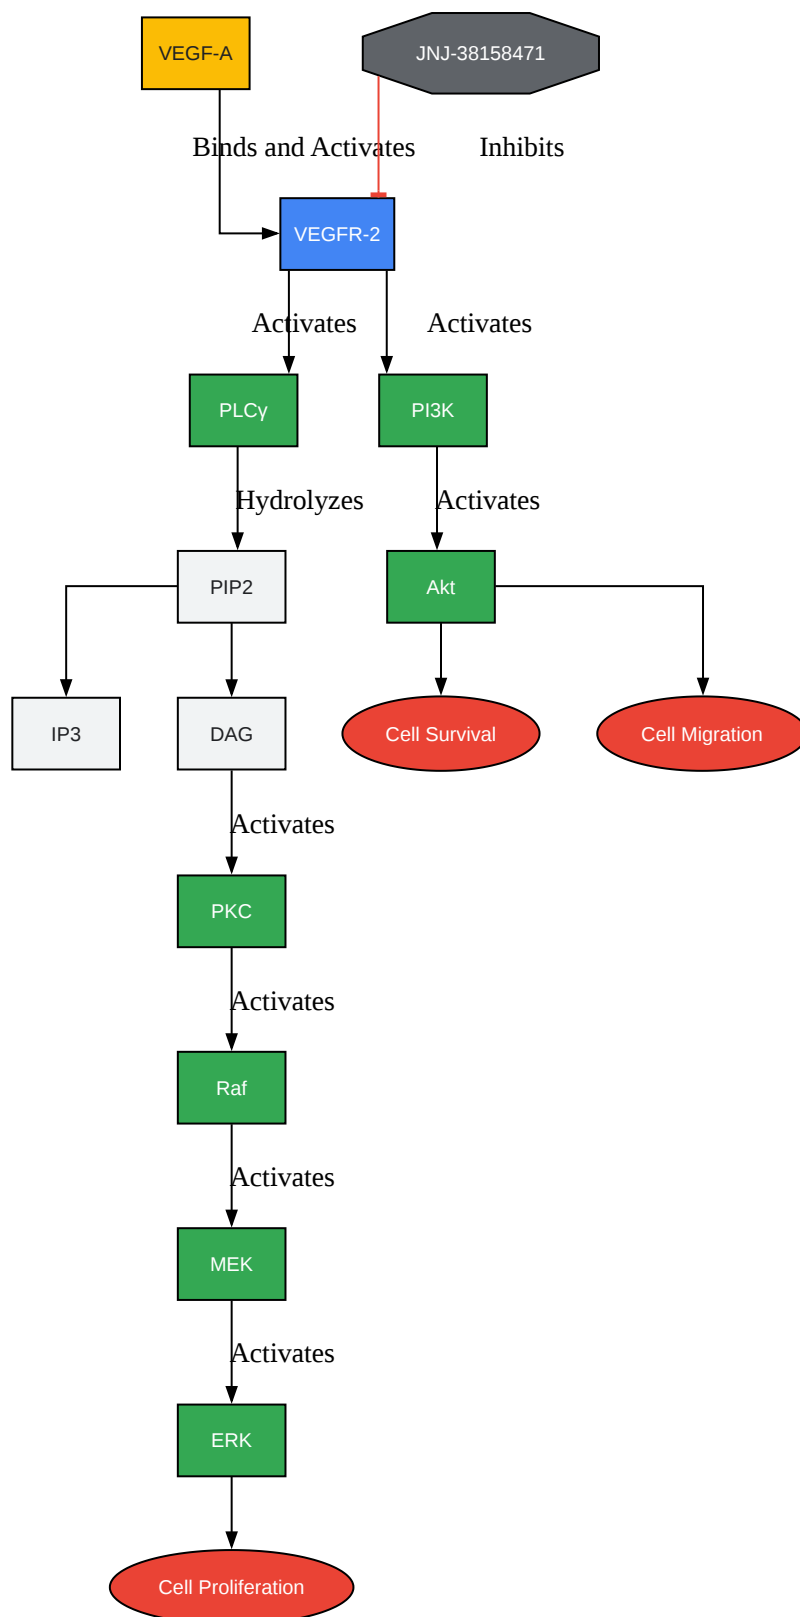 VEGF-A
JNJ-38158471
Binds and Activates
Inhibits
VEGFR-2
Activates
Activates
PLCγ
PI3K
Hydrolyzes
Activates
PIP2
Akt
IP3
DAG
Cell Survival
Cell Migration
Activates
PKC
Activates
Raf
Activates
MEK
Activates
ERK
Cell Proliferation